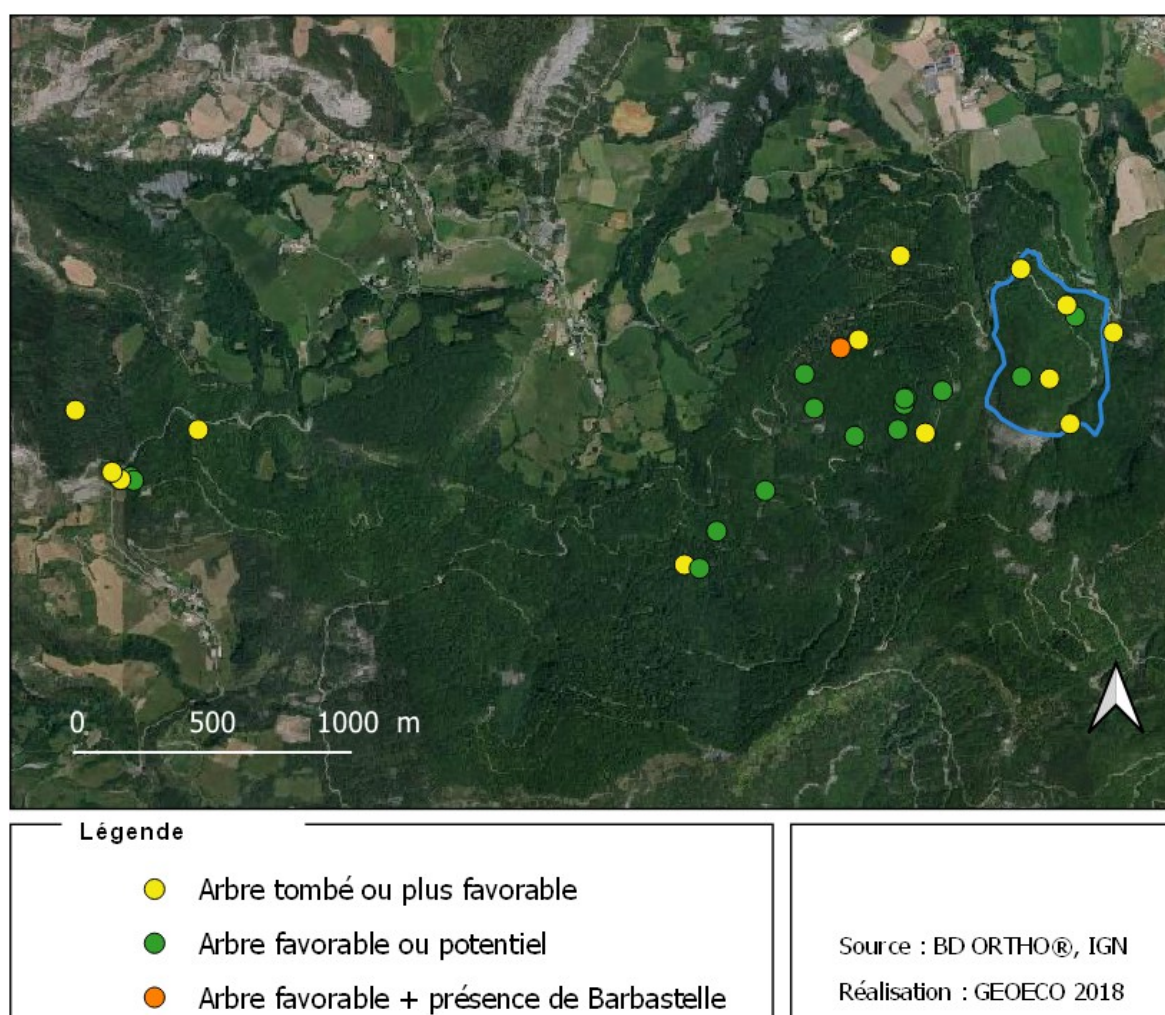 0 500 1000 m
Légende
Arbre tombé ou plus favorable
Arbre favorable ou potentiel
Arbre favorable + présence de Barbastelle
Source : BD ORTHO®, IGN
Réalisation : GEOECO 2018